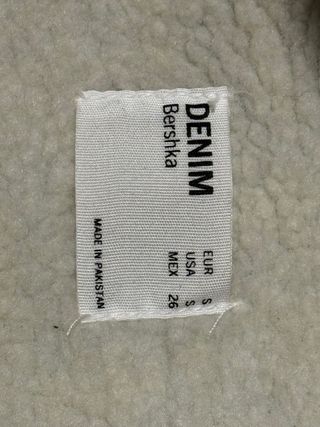 DENIM
Bershka
EUR S
USA S
MEX 26
MADE IN PAKISTAN